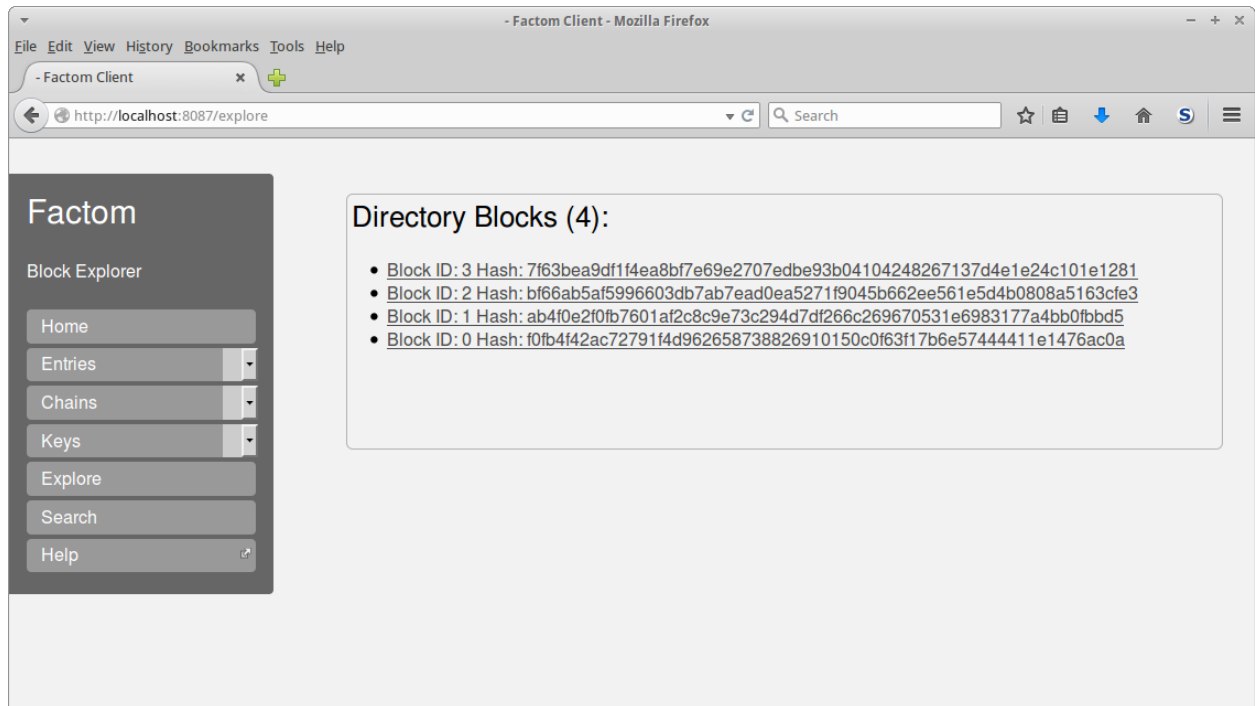 - Factom Client - Mozilla Firefox
File Edit View History Bookmarks Tools Help
- Factom Client
http://localhost:8087/explore
Search
Factom
Block Explorer
Home
Entries
Chains
Keys
Explore
Search
Help
Directory Blocks (4):
Block ID: 3 Hash: 7f63bea9df1f4ea8bf7e69e2707edbe93b04104248267137d4e1e24c101e1281
Block ID: 2 Hash: bf66ab5af5996603db7ab7ead0ea5271f9045b662ee561e5d4b0808a5163cfe3
Block ID: 1 Hash: ab4f0e2f0fb7601af2c8c9e73c294d7df266c269670531e6983177a4bb0fbbd5
Block ID: 0 Hash: f0fb4f42ac72791f4d962658738826910150c0f63f17b6e57444411e1476ac0a